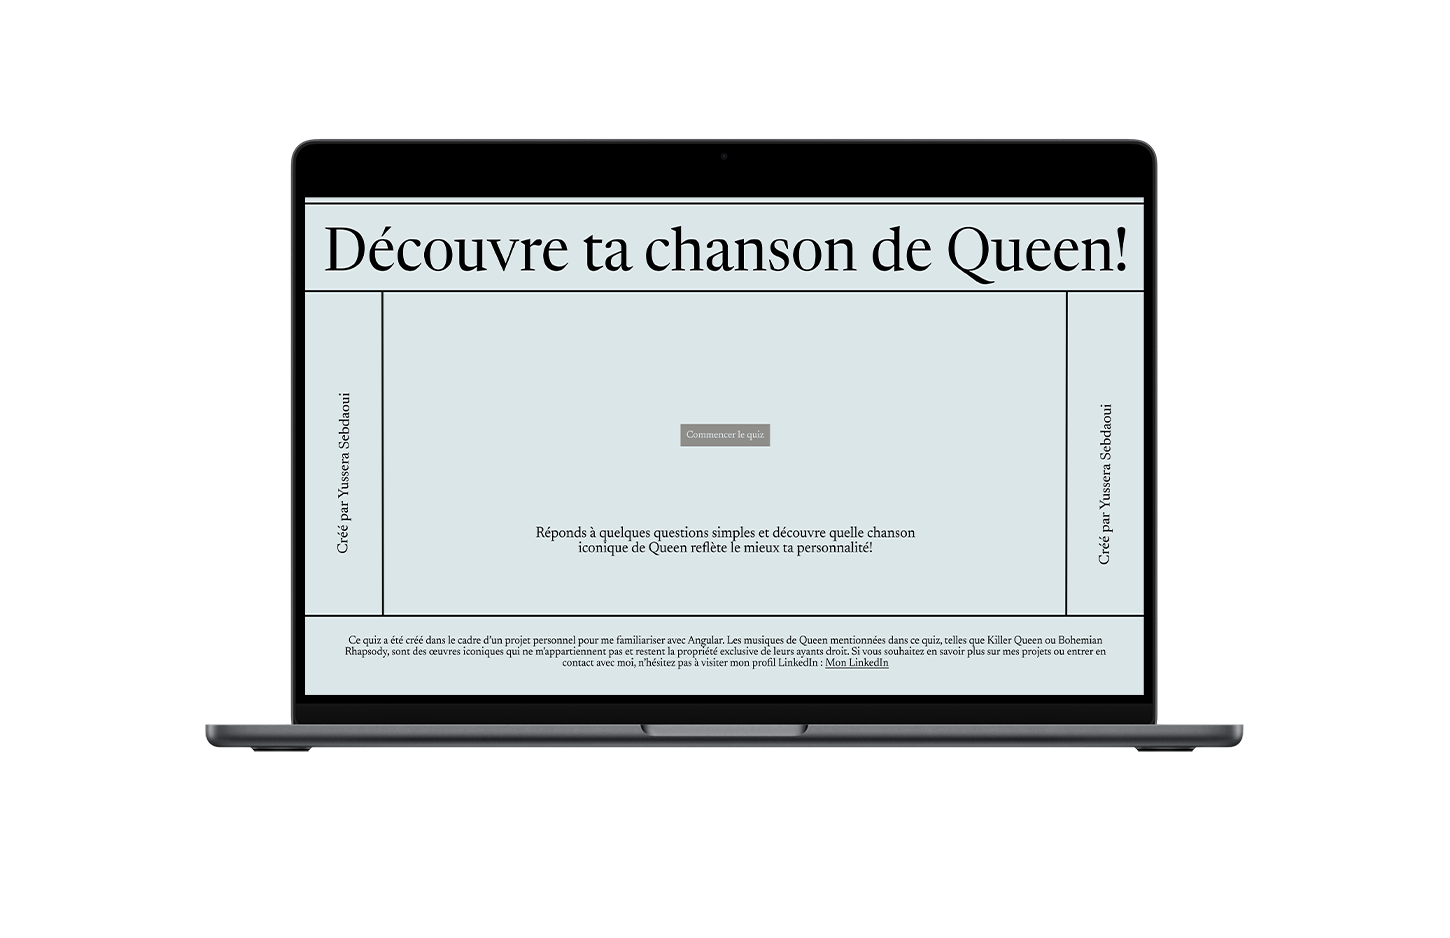 Découvre ta chanson de Queen!
Créé par Yussera Sebdaoui
Commencer le quiz
Réponds à quelques questions simples et découvre quelle chanson
iconique de Queen reflète le mieux ta personnalité!
Créé par Yussera Sebdaoui
Ce quiz a été créé dans le cadre d'un projet personnel pour me familiariser avec Angular. Les musiques de Queen mentionnées dans ce quiz, telles que Killer Queen ou Bohemian
Rhapsody, sont des œuvres iconiques qui ne m'appartiennent pas et restent la propriété exclusive de leurs ayants droit. Si vous souhaitez en savoir plus sur mes projets ou entrer en
contact avec moi, n'hésitez pas à visiter mon profil LinkedIn : Mon LinkedIn